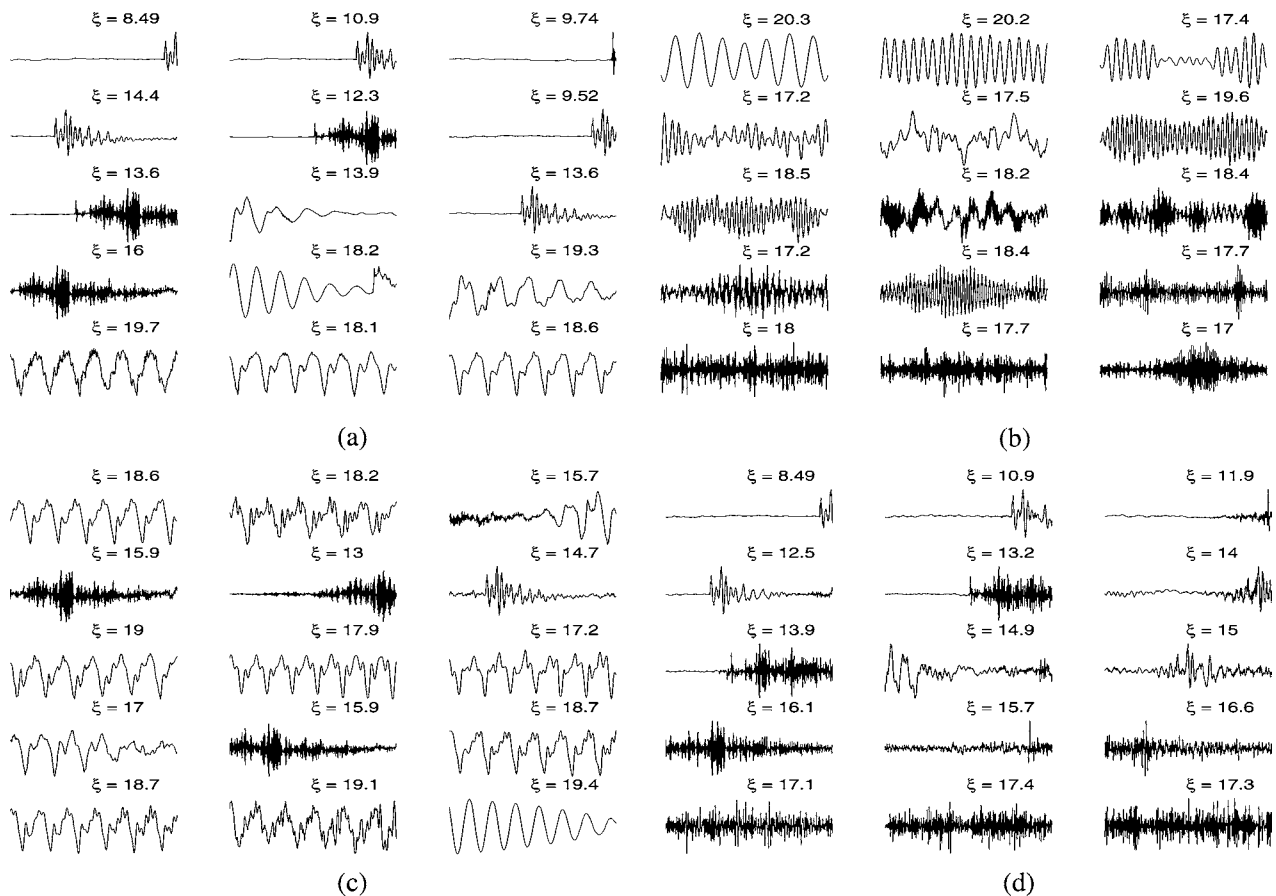 ξ = 8.49
ξ = 10.9
ξ = 9.74
ξ = 14.4
ξ = 12.3
ξ = 9.52
ξ = 13.6
ξ = 13.9
ξ = 13.6
ξ = 16
ξ = 18.2
ξ = 19.3
ξ = 19.7
ξ = 18.1
ξ = 18.6
(a)
ξ = 20.3
ξ = 20.2
ξ = 17.4
ξ = 17.2
ξ = 17.5
ξ = 19.6
ξ = 18.5
ξ = 18.2
ξ = 18.4
ξ = 17.2
ξ = 18.4
ξ = 17.7
ξ = 18
ξ = 17.7
ξ = 17
(b)
ξ = 18.6
ξ = 18.2
ξ = 15.7
ξ = 15.9
ξ = 13
ξ = 14.7
ξ = 19
ξ = 17.9
ξ = 17.2
ξ = 17
ξ = 15.9
ξ = 18.7
ξ = 18.7
ξ = 19.1
ξ = 19.4
(c)
ξ = 8.49
ξ = 10.9
ξ = 11.9
ξ = 12.5
ξ = 13.2
ξ = 14
ξ = 13.9
ξ = 14.9
ξ = 15
ξ = 16.1
ξ = 15.7
ξ = 16.6
ξ = 17.1
ξ = 17.4
ξ = 17.3
(d)